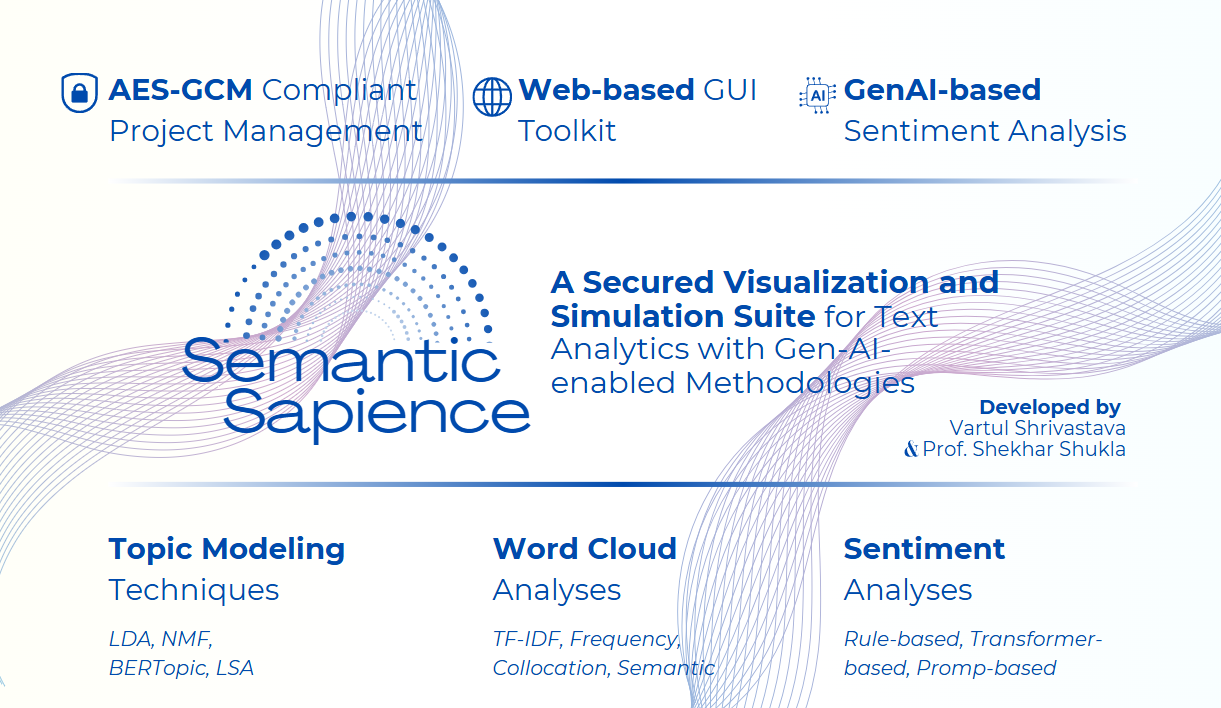 AES-GCM Compliant
Project Management
Web-based GUI
Toolkit
AI
GenAI-based
Sentiment Analysis
Semantic
Sapience
A Secured Visualization and
Simulation Suite for Text
Analytics with Gen-AI-
enabled Methodologies
Developed by
Vartul Shrivastava
& Prof. Shekhar Shukla
Topic Modeling
Techniques
LDA, NMF,
BERTopic, LSA
Word Cloud
Analyses
TF-IDF, Frequency,
Collocation, Semantic
Sentiment
Analyses
Rule-based, Transformer-
based, Promp-based